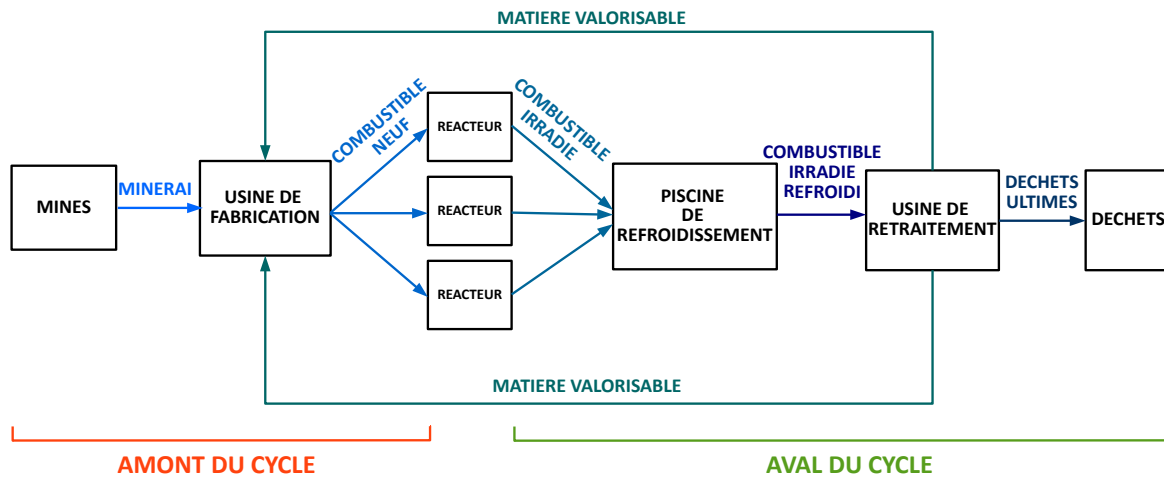 MATIERE VALORISABLE
COMBUSTIBLE
NEUF
COMBUSTIBLE
IRRADIE
REACTEUR
MINES
MINERAI
USINE DE
FABRICATION
REACTEUR
PISCINE
DE
REFROIDISSEMENT
COMBUSTIBLE
IRRADIE
REFROIDI
USINE DE
RETRAITEMENT
DECHETS
ULTIMES
DECHETS
REACTEUR
MATIERE VALORISABLE
AMONT DU CYCLE
AVAL DU CYCLE